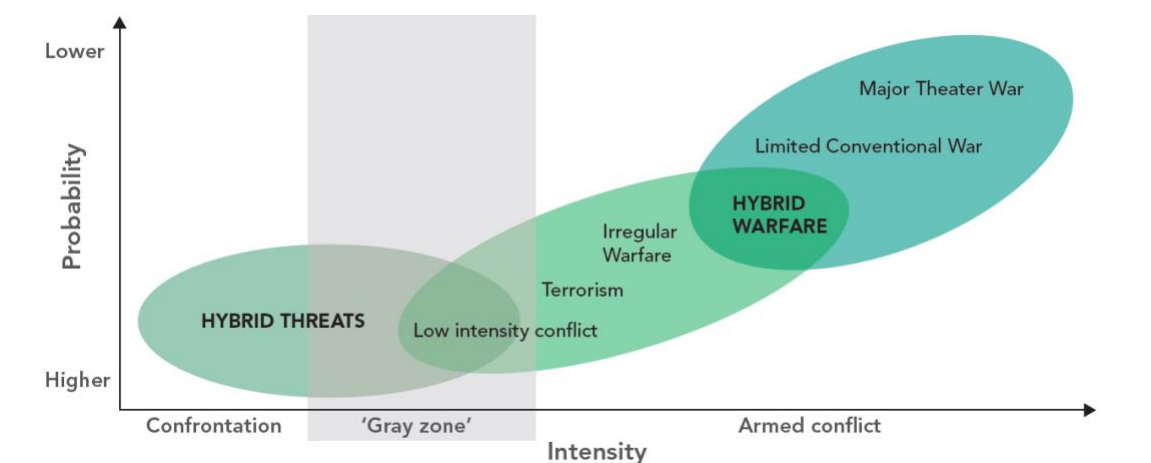 Lower
Probability
Higher
Major Theater War
Limited Conventional War
HYBRID
WARFARE
Irregular
Warfare
Terrorism
Low intensity conflict
HYBRID THREATS
Confrontation
‘Gray zone’
Armed conflict
Intensity